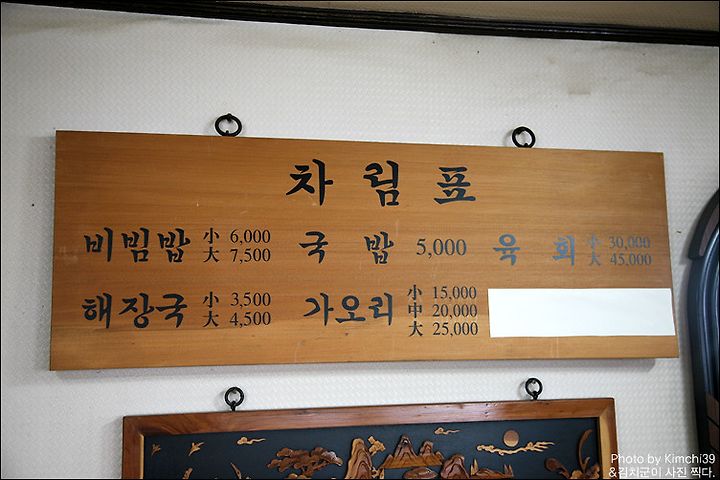 차림표
비빔밥 小 6,000 大 7,500
국밥 5,000
육회 小 30,000 大 45,000
해장국 小 3,500 大 4,500
가오리 小 15,000 中 20,000 大 25,000
Photo by Kimchi39
&김치군이 사진 찍다.